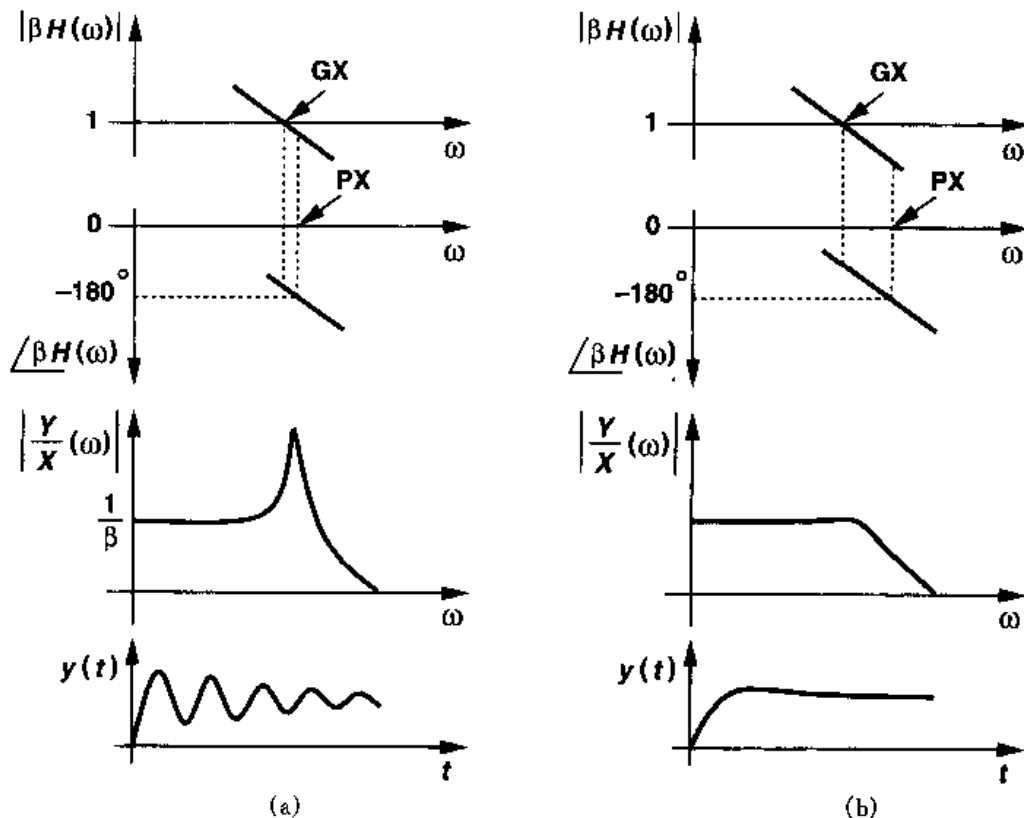 |βH(ω)|
GX
1
ω
PX
0
ω
−180°
∠βH(ω)
|Y/X (ω)|
1/β
ω
y(t)
t
(a)
|βH(ω)|
GX
1
ω
PX
0
ω
−180°
∠βH(ω)
|Y/X (ω)|
ω
y(t)
t
(b)